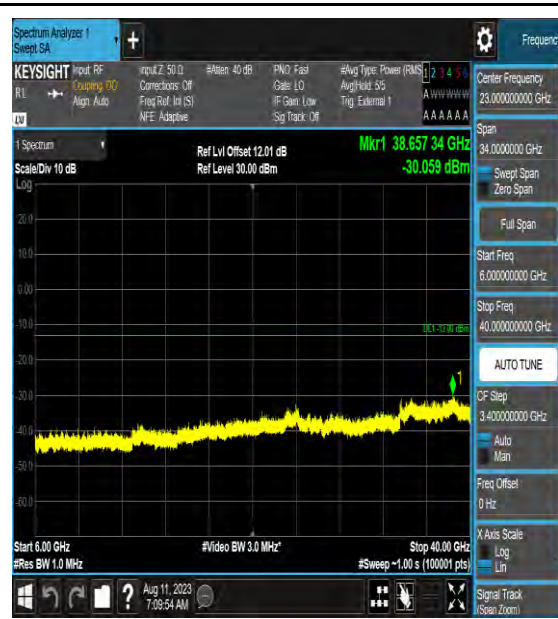 Spectrum Analyzer 1
Swept SA
Frequenc
KEYSIGHT
RL
Input: RF
Coupling: DC
Align: Auto
Input Z: 50 Ω
Corrections: Off
Freq Ref: Int (S)
NFE: Adaptive
#Atten: 40 dB
PNO: Fast
Gate: LO
IF Gain: Low
Sig Track: Off
#Avg Type: Power (RMS
Avg|Hold: 5/5
Trig: External 1
1 2 3 4 5 6
A W W W W W
A A A A A A
LV
1 Spectrum
Scale/Div 10 dB
Log
Ref Lvl Offset 12.01 dB
Ref Level 30.00 dBm
Mkr1 38.657 34 GHz
-30.059 dBm
20.0
10.0
0.00
-10.0
-20.0
-30.0
-40.0
-50.0
-60.0
DL1 -13.00 dBm
1
Start 6.00 GHz
#Res BW 1.0 MHz
#Video BW 3.0 MHz*
Stop 40.00 GHz
#Sweep ~1.00 s (100001 pts)
Center Frequency
23.000000000 GHz
Span
34.0000000 GHz
Swept Span
Zero Span
Full Span
Start Freq
6.000000000 GHz
Stop Freq
40.000000000 GHz
AUTO TUNE
CF Step
3.400000000 GHz
Auto
Man
Freq Offset
0 Hz
X Axis Scale
Log
Lin
Signal Track
(Span Zoom)
Aug 11, 2023
7:09:54 AM